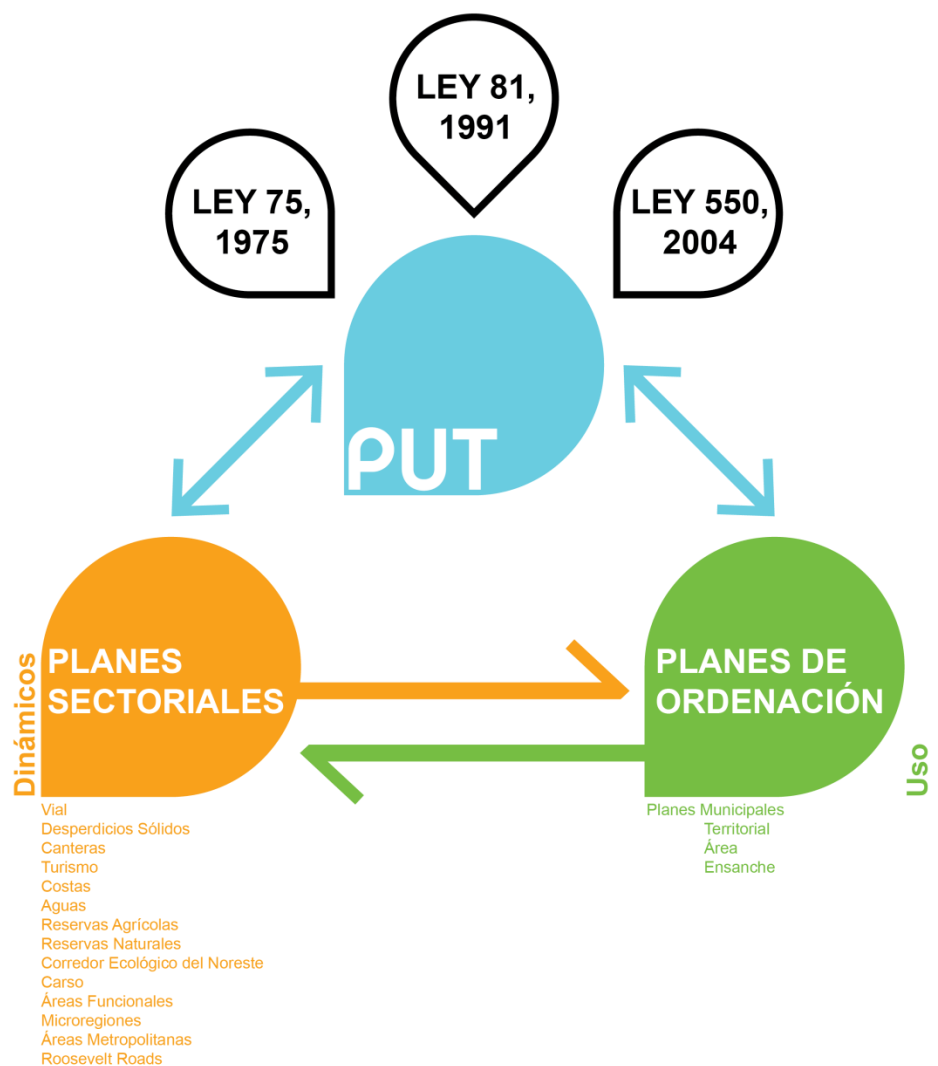 LEY 81,
1991
LEY 75,
1975
LEY 550,
2004
PUT
Dinámicos
PLANES
SECTORIALES
PLANES DE
ORDENACIÓN
Uso
Vial
Desperdicios Sólidos
Canteras
Turismo
Costas
Aguas
Reservas Agrícolas
Reservas Naturales
Corredor Ecológico del Noreste
Carso
Áreas Funcionales
Microregiones
Áreas Metropolitanas
Roosevelt Roads
Planes Municipales
Territorial
Área
Ensanche